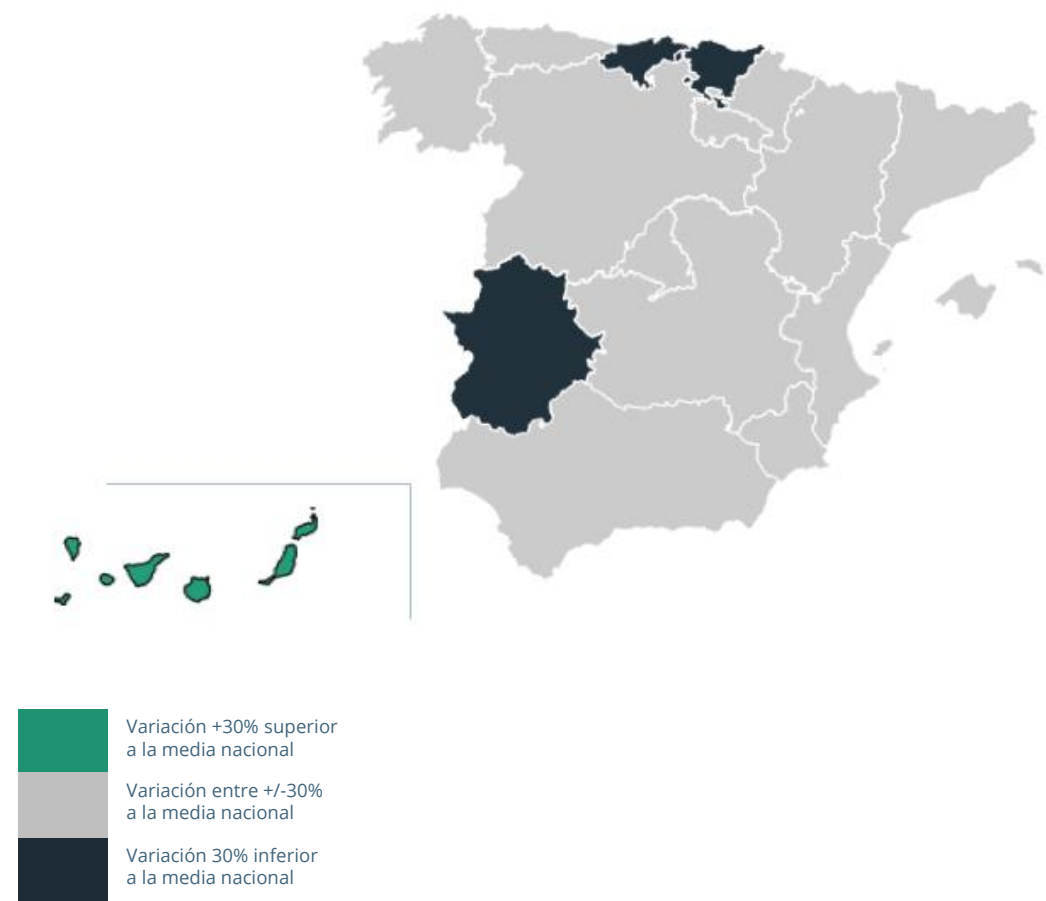 Variación +30% superior
a la media nacional
Variación entre +/-30%
a la media nacional
Variación 30% inferior
a la media nacional